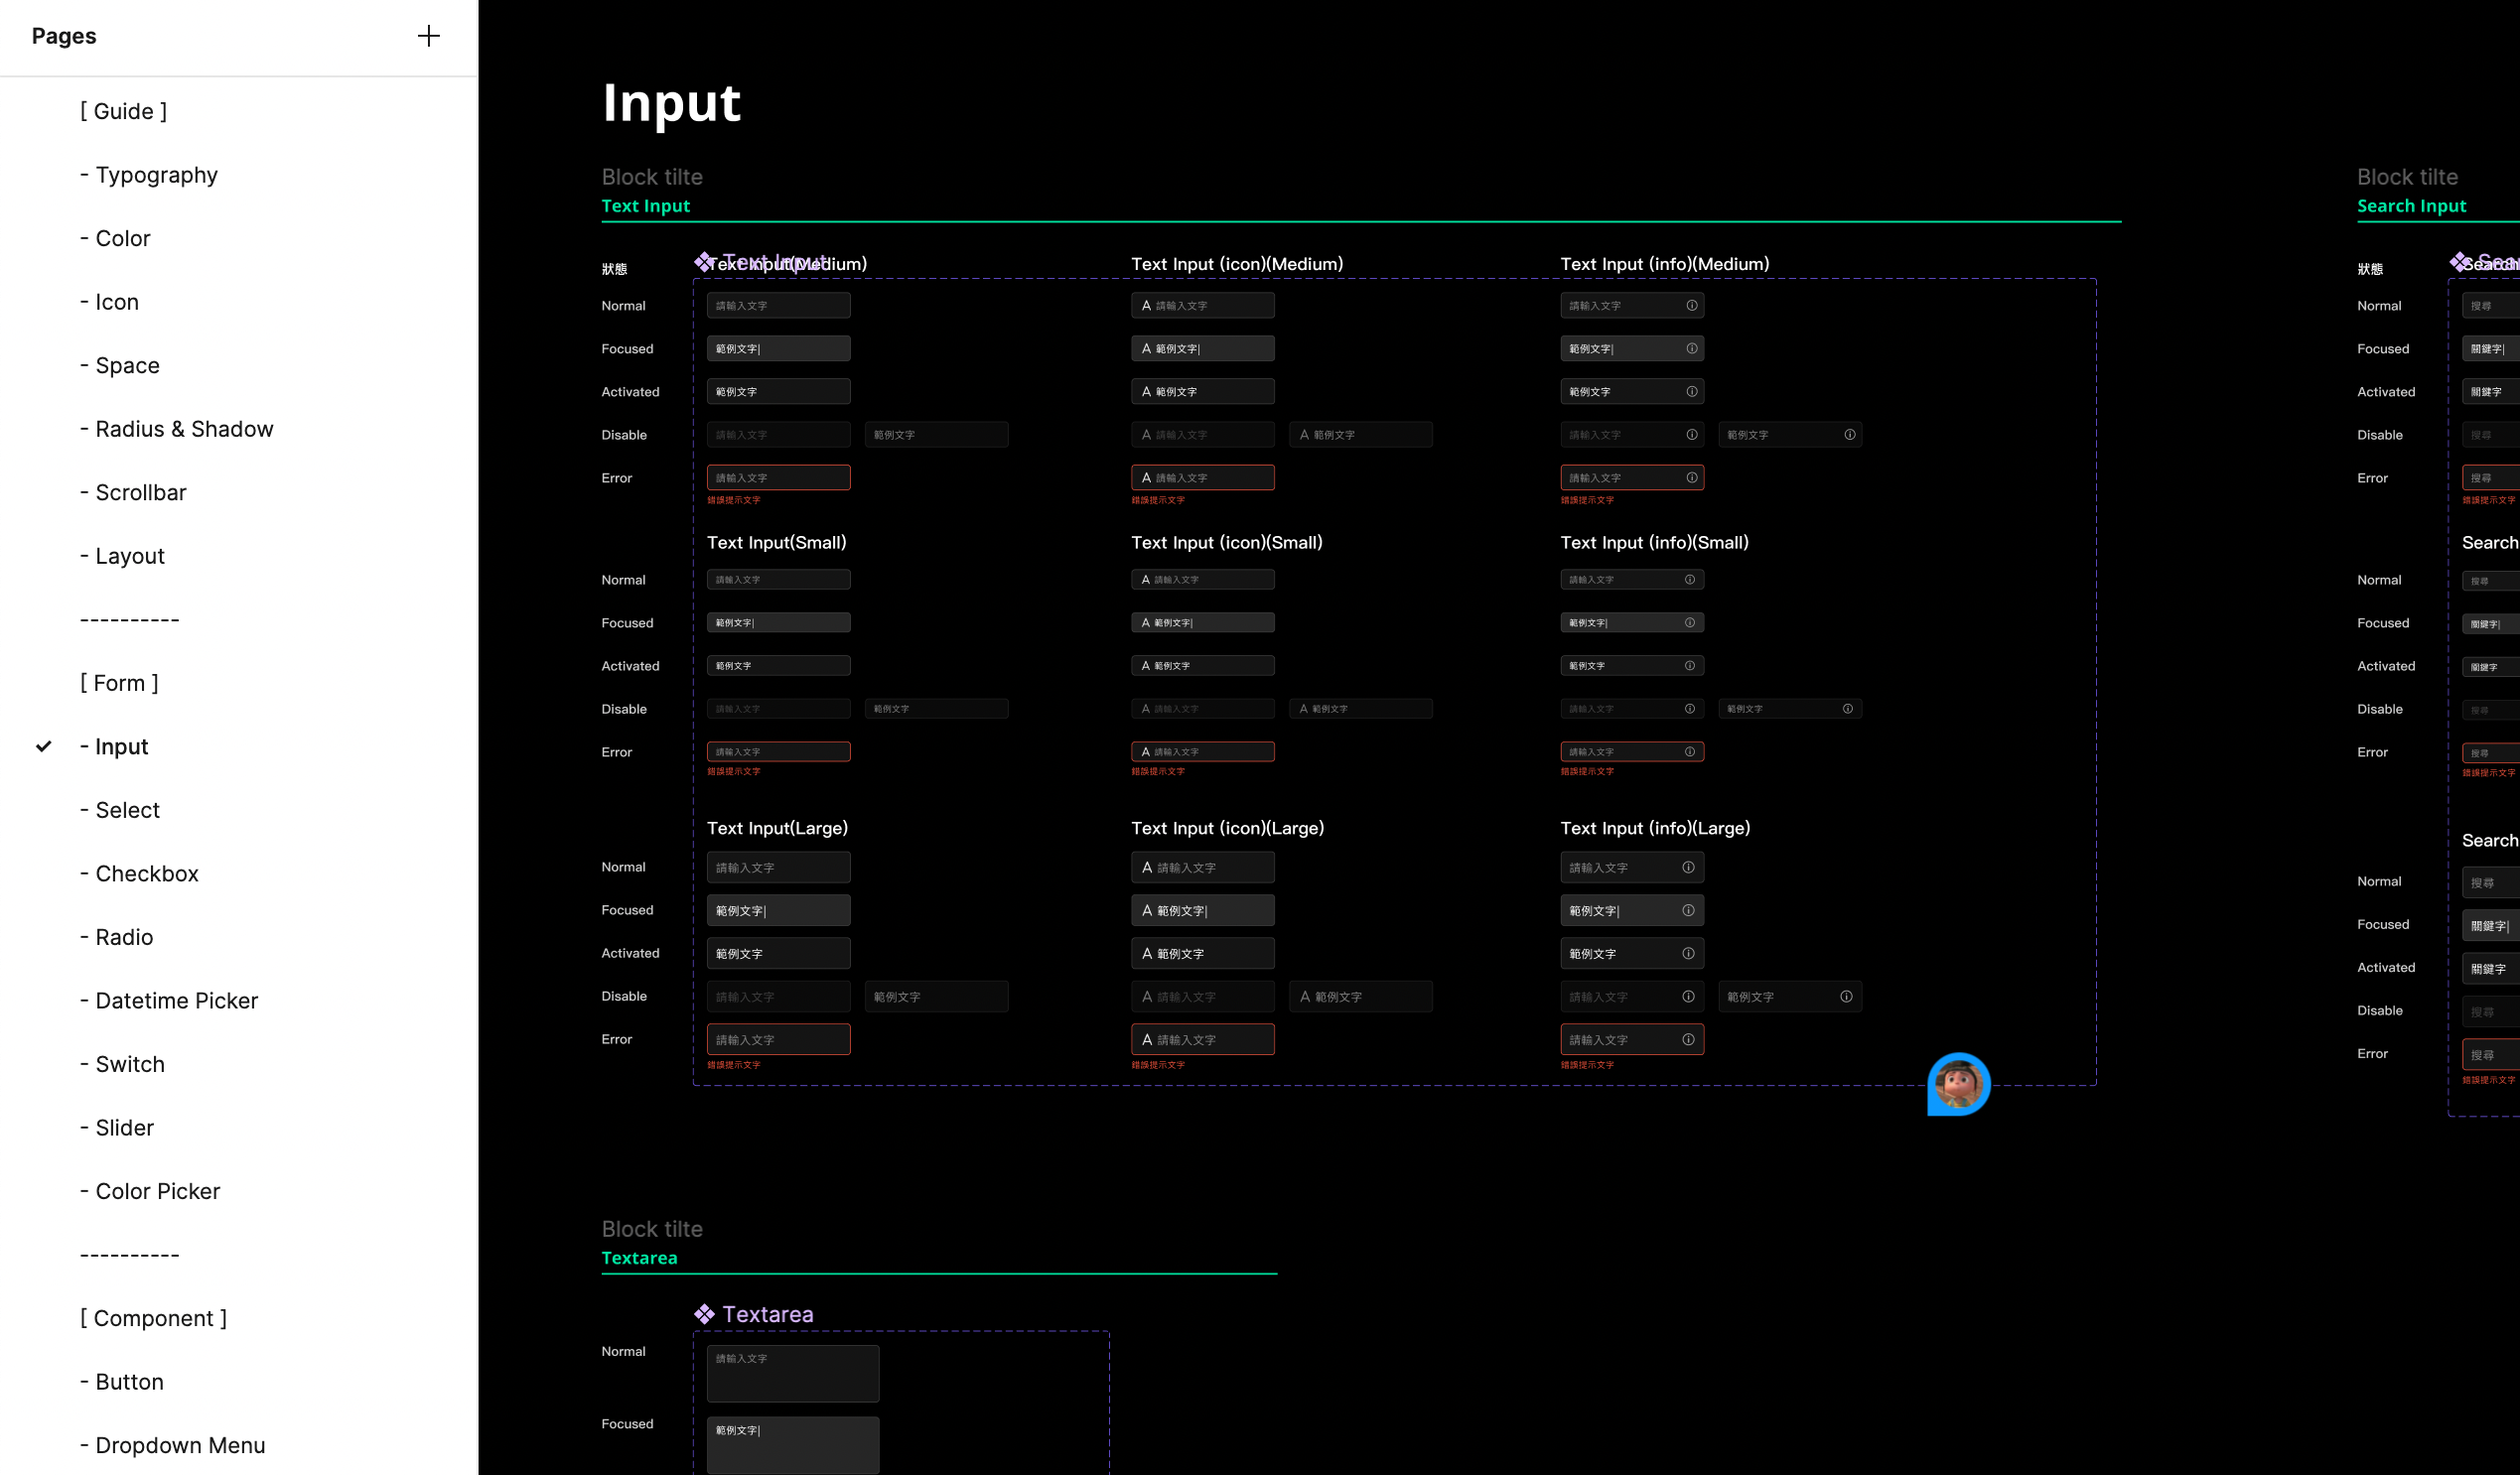 Pages
[ Guide ]
- Typography
- Color
- Icon
- Space
- Radius & Shadow
- Scrollbar
- Layout
----------
[ Form ]
- Input
- Select
- Checkbox
- Radio
- Datetime Picker
- Switch
- Slider
- Color Picker
----------
[ Component ]
- Button
- Dropdown Menu
Input
Block tilte
Text Input
狀態
Text Input
Text Input(Medium)
Text Input (icon)(Medium)
Text Input (info)(Medium)
Normal
請輸入文字
A 請輸入文字
請輸入文字
Focused
範例文字|
A 範例文字|
範例文字|
Activated
範例文字
A 範例文字
範例文字
Disable
請輸入文字
範例文字
A 請輸入文字
A 範例文字
請輸入文字
範例文字
Error
請輸入文字
A 請輸入文字
請輸入文字
錯誤提示文字
錯誤提示文字
錯誤提示文字
Text Input(Small)
Text Input (icon)(Small)
Text Input (info)(Small)
Normal
請輸入文字
A 請輸入文字
請輸入文字
Focused
範例文字|
A 範例文字|
範例文字|
Activated
範例文字
A 範例文字
範例文字
Disable
請輸入文字
範例文字
A 請輸入文字
A 範例文字
請輸入文字
範例文字
Error
請輸入文字
A 請輸入文字
請輸入文字
錯誤提示文字
錯誤提示文字
錯誤提示文字
Text Input(Large)
Text Input (icon)(Large)
Text Input (info)(Large)
Normal
請輸入文字
A 請輸入文字
請輸入文字
Focused
範例文字|
A 範例文字|
範例文字|
Activated
範例文字
A 範例文字
範例文字
Disable
請輸入文字
範例文字
A 請輸入文字
A 範例文字
請輸入文字
範例文字
Error
請輸入文字
A 請輸入文字
請輸入文字
錯誤提示文字
錯誤提示文字
錯誤提示文字
Block tilte
Textarea
Textarea
Normal
請輸入文字
Focused
範例文字|
Block tilte
Search Input
狀態
Search
Normal
搜尋
Focused
關鍵字|
Activated
關鍵字
Disable
搜尋
Error
搜尋
錯誤提示文字
Search
Normal
搜尋
Focused
關鍵字|
Activated
關鍵字
Disable
搜尋
Error
搜尋
錯誤提示文字
Search
Normal
搜尋
Focused
關鍵字|
Activated
關鍵字
Disable
搜尋
Error
搜尋
錯誤提示文字